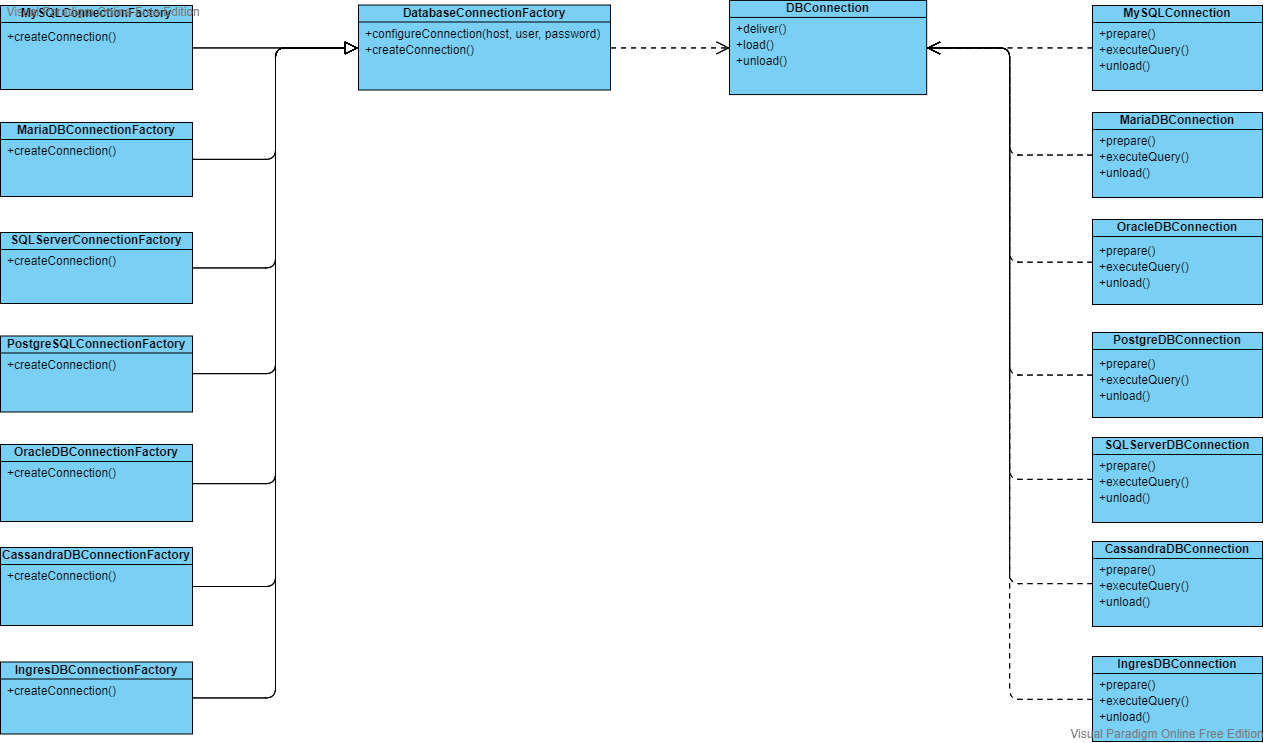 Visual Paradigm Online Free Edition
MySQLConnectionFactory
+createConnection()
MariaDBConnectionFactory
+createConnection()
SQLServerConnectionFactory
+createConnection()
PostgreSQLConnectionFactory
+createConnection()
OracleDBConnectionFactory
+createConnection()
CassandraDBConnectionFactory
+createConnection()
IngresDBConnectionFactory
+createConnection()
DatabaseConnectionFactory
+configureConnection(host, user, password)
+createConnection()
DBConnection
+deliver()
+load()
+unload()
MySQLConnection
+prepare()
+executeQuery()
+unload()
MariaDBConnection
+prepare()
+executeQuery()
+unload()
OracleDBConnection
+prepare()
+executeQuery()
+unload()
PostgreDBConnection
+prepare()
+executeQuery()
+unload()
SQLServerDBConnection
+prepare()
+executeQuery()
+unload()
CassandraDBConnection
+prepare()
+executeQuery()
+unload()
IngresDBConnection
+prepare()
+executeQuery()
+unload()
Visual Paradigm Online Free Edition